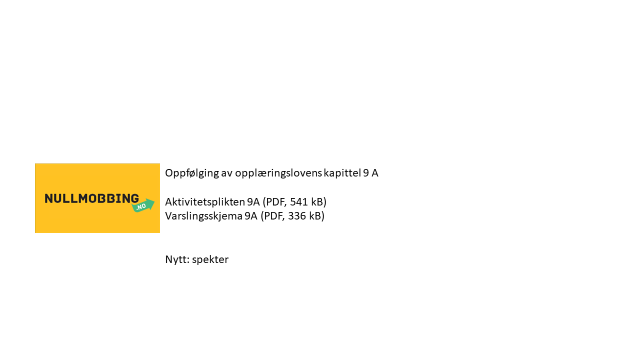 Oppfølging av opplæringslovens kapittel 9 A
NULLMOBBING
.NO
Aktivitetsplikten 9A (PDF, 541 kB)
Varslingsskjema 9A (PDF, 336 kB)
Nytt: spekter